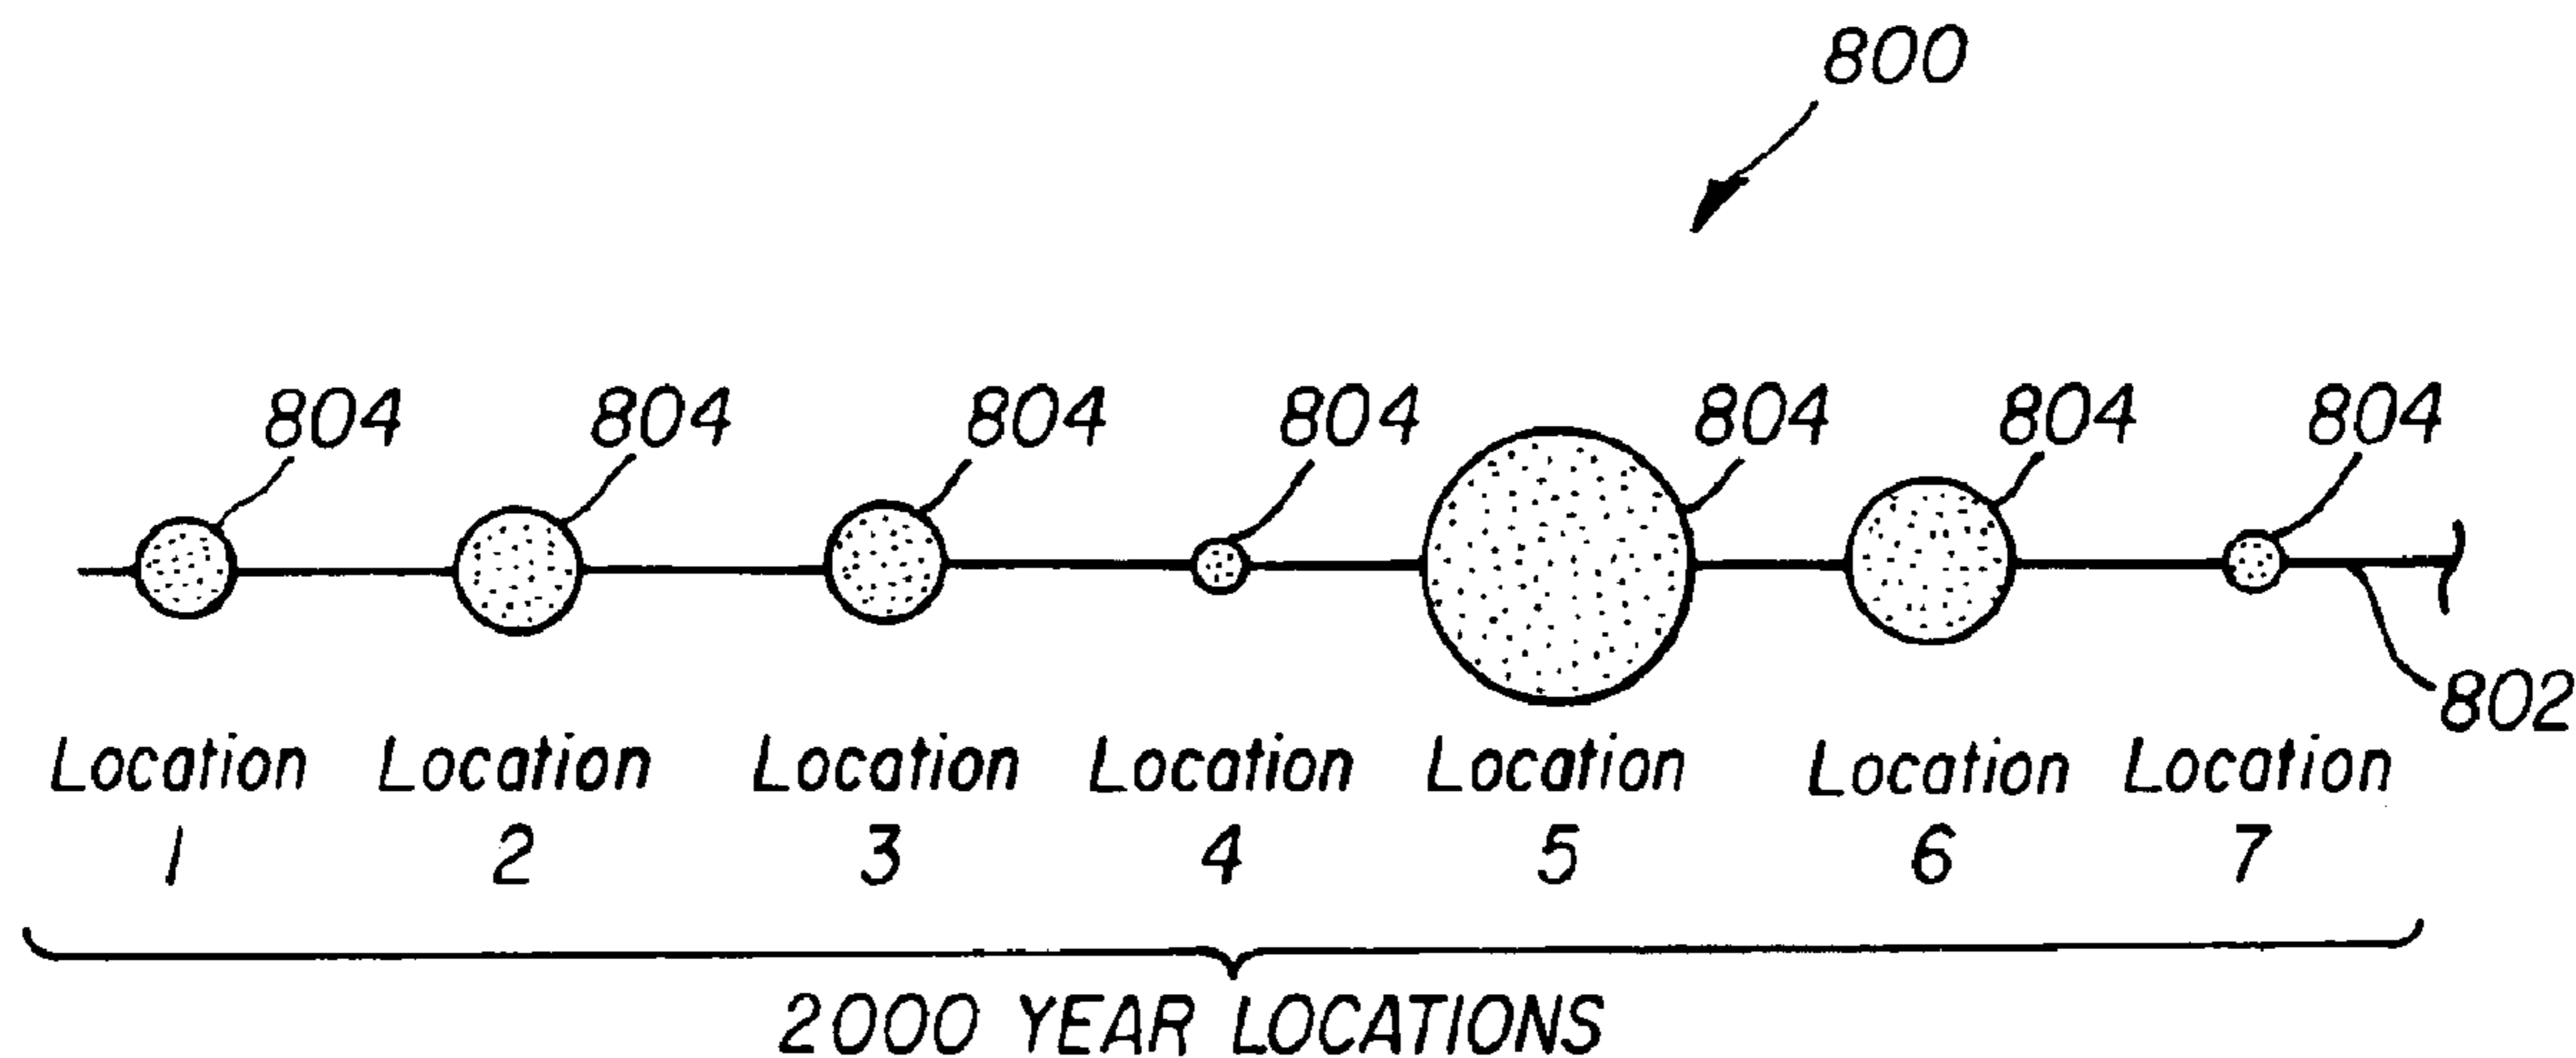 800
804 804 804 804 804 804 804
802
Location Location Location Location Location Location Location
1 2 3 4 5 6 7
2000 YEAR LOCATIONS